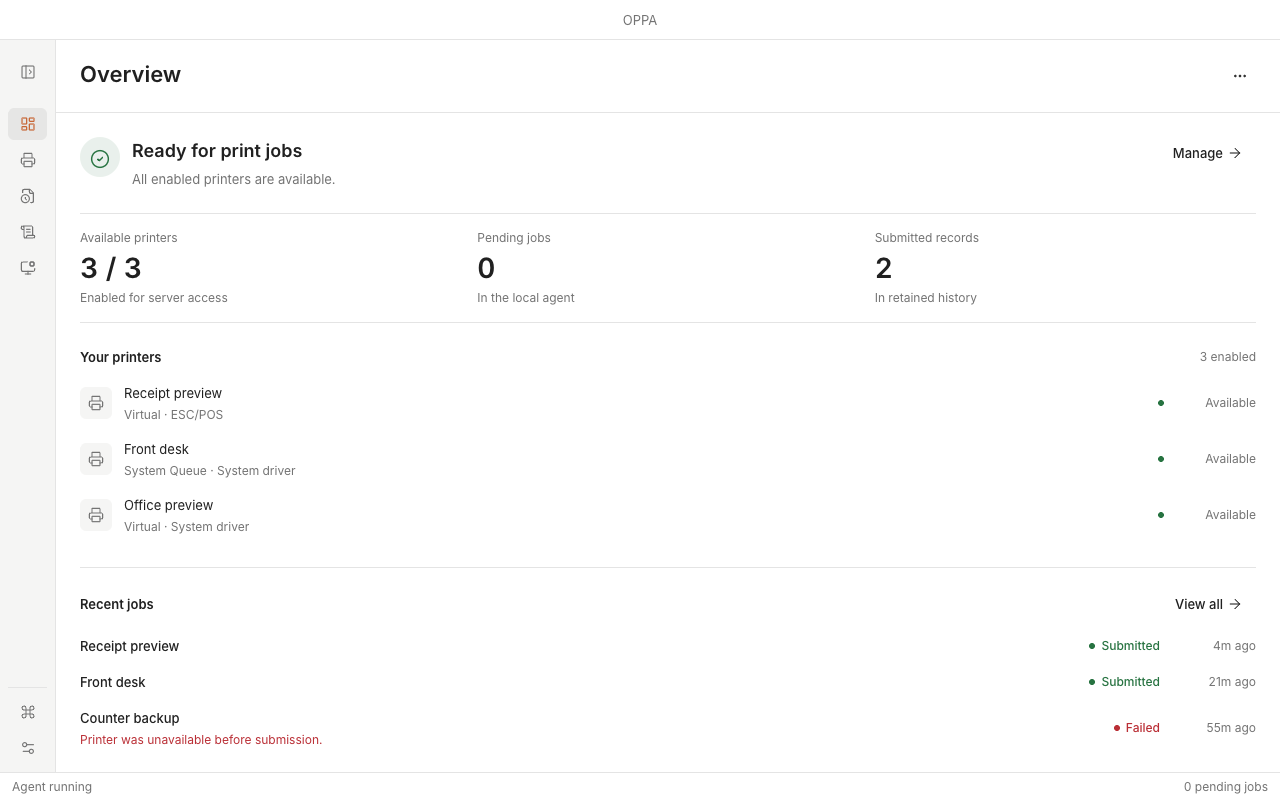 OPPA
Overview
Ready for print jobs
All enabled printers are available.
Manage
Available printers
3 / 3
Enabled for server access
Pending jobs
0
In the local agent
Submitted records
2
In retained history
Your printers
3 enabled
Receipt preview
Virtual · ESC/POS
Available
Front desk
System Queue · System driver
Available
Office preview
Virtual · System driver
Available
Recent jobs
View all
Receipt preview
Submitted
4m ago
Front desk
Submitted
21m ago
Counter backup
Printer was unavailable before submission.
Failed
55m ago
Agent running
0 pending jobs